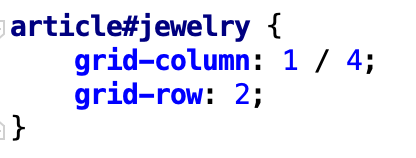 article#jewelry {
    grid-column: 1 / 4;
    grid-row: 2;
}